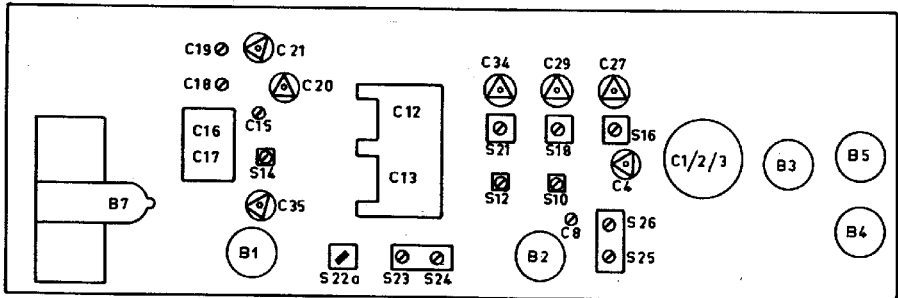 C19 C21
C34 C29 C27
C18 C20
C12
C15
C16
S16
C17 S21 S18
C1/2/3 B3 B5
S14 C13
S12 S10 C4
B7 C35
C8 S26
B4
B1 B2 S25
S22a S23 S24